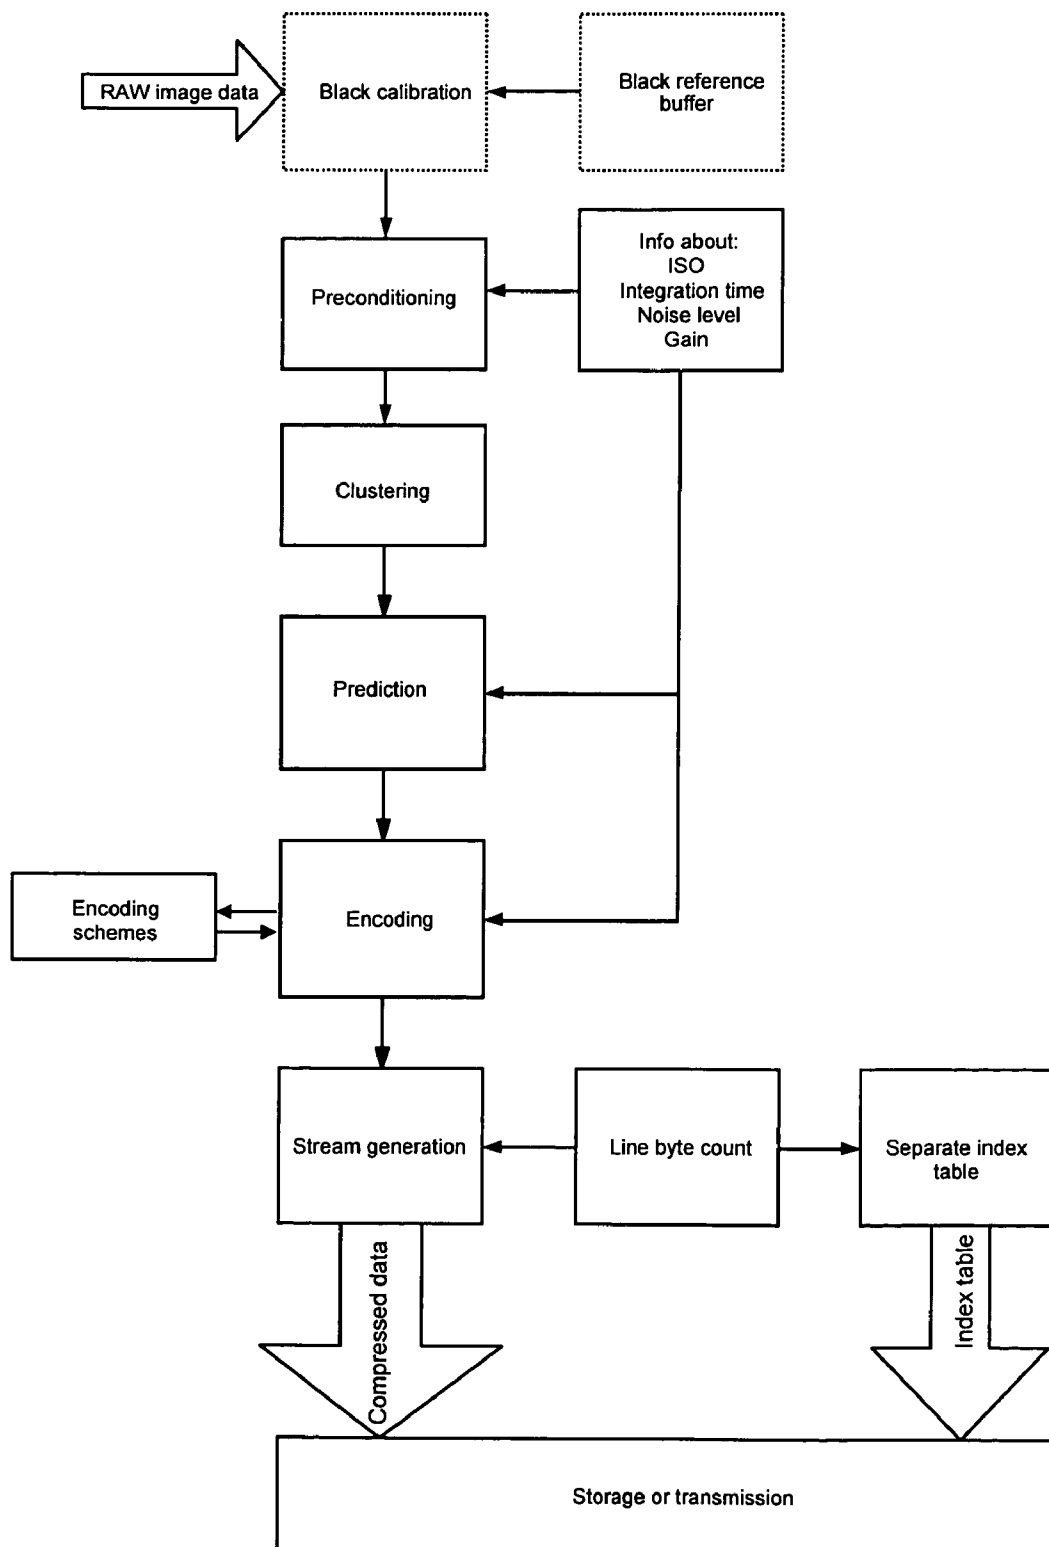 RAW image data
Black calibration
Black reference
buffer
Info about:
ISO
Integration time
Noise level
Gain
Preconditioning
Clustering
Prediction
Encoding
schemes
Encoding
Stream generation
Line byte count
Separate index
table
Compressed data
Index table
Storage or transmission